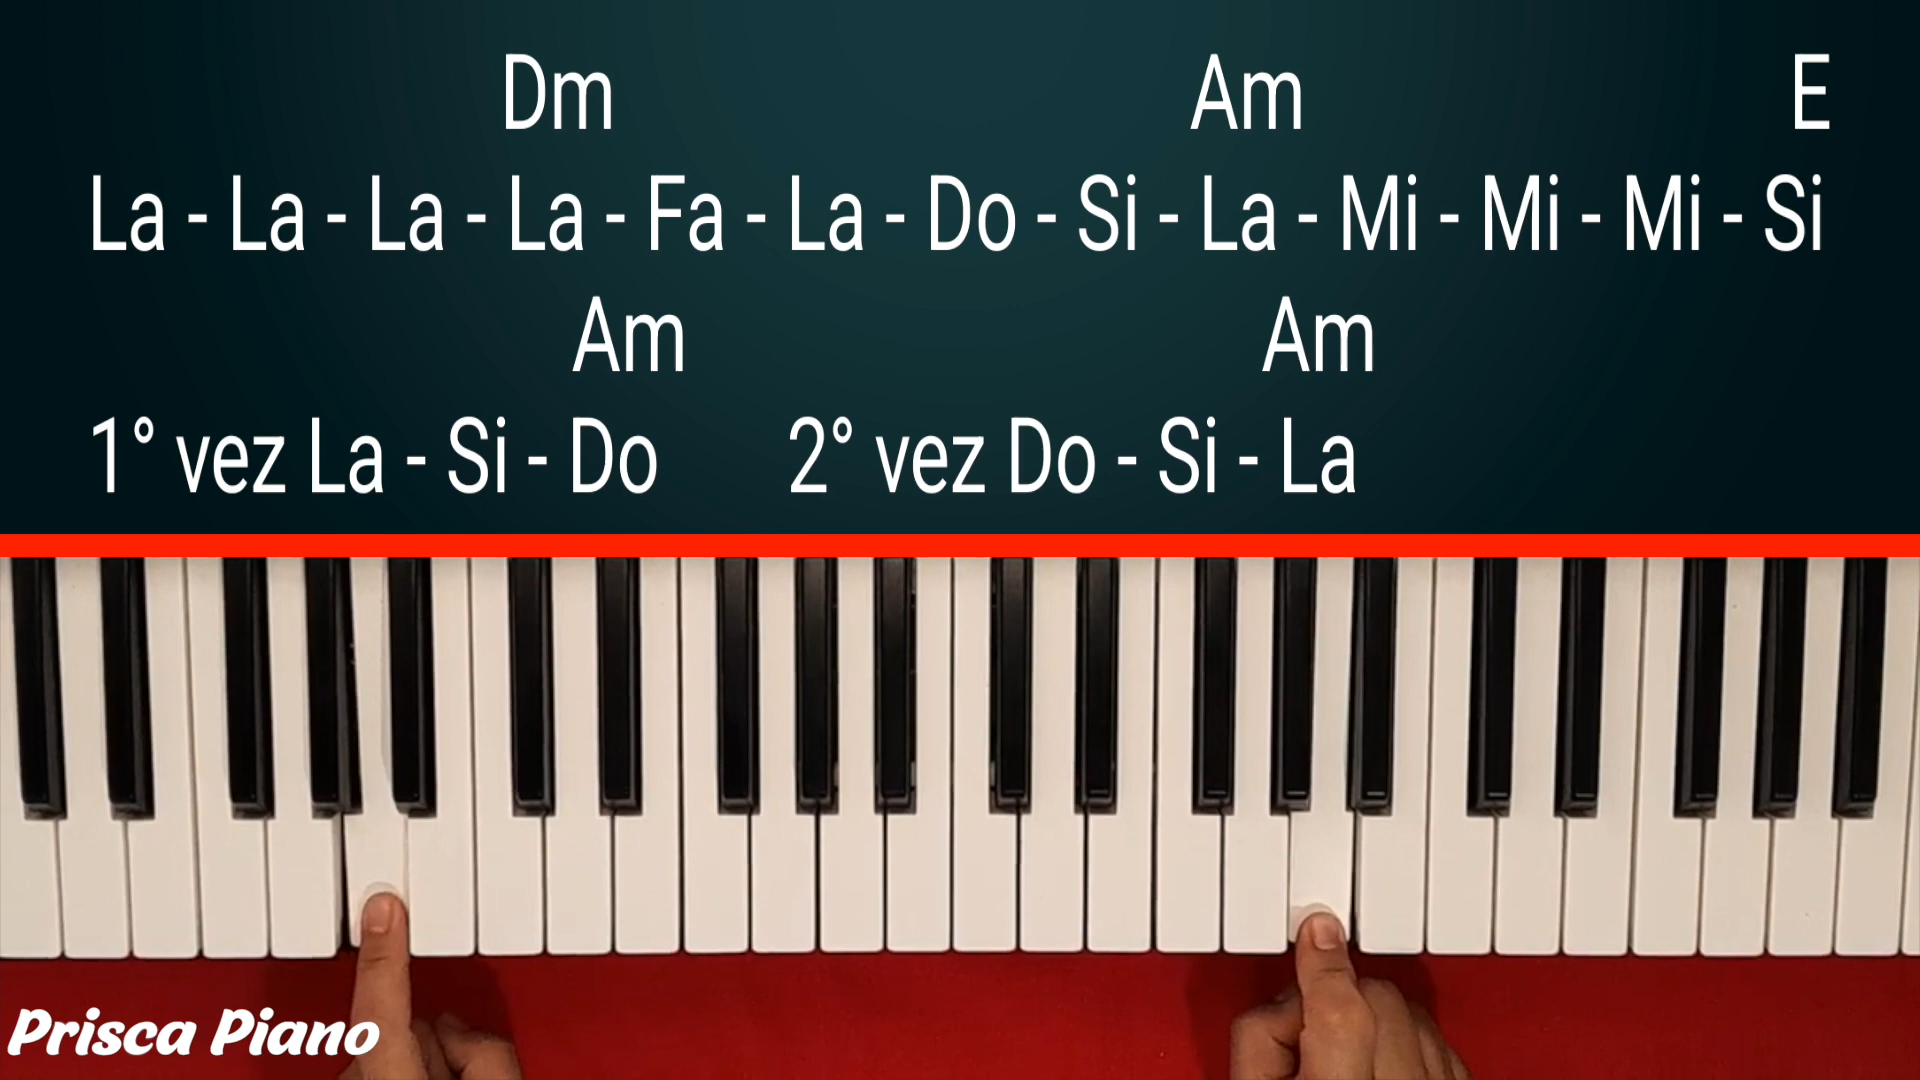 Dm Am E
La - La - La - La - Fa - La - Do - Si - La - Mi - Mi - Mi - Si
Am Am
1° vez La - Si - Do 2° vez Do - Si - La
Prisca Piano